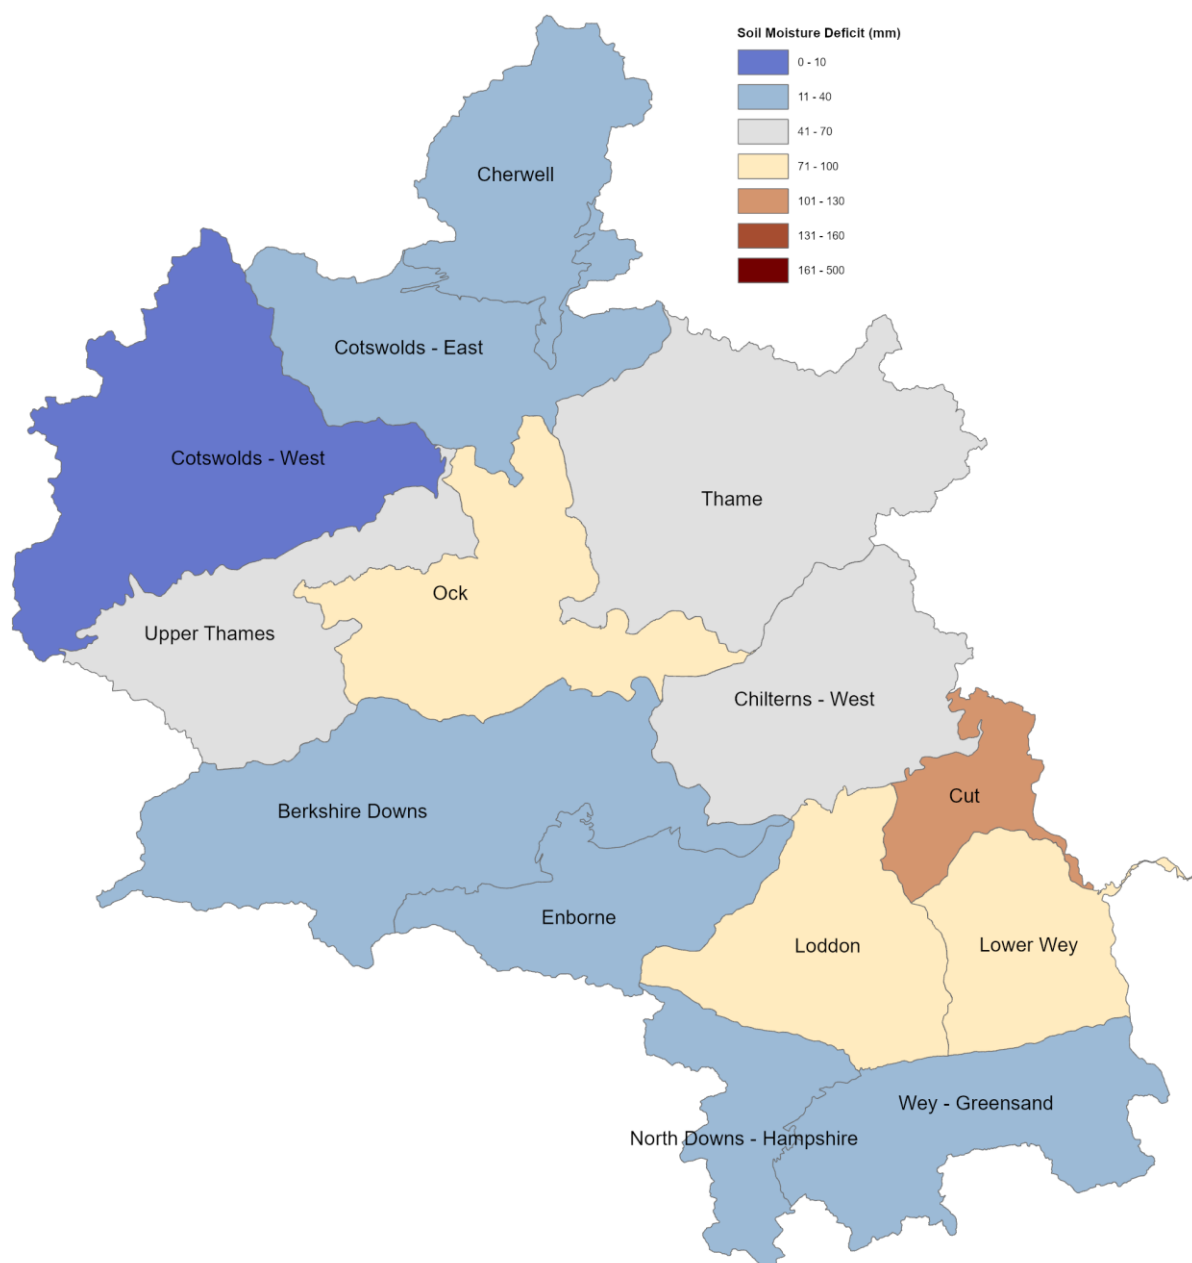 Soil Moisture Deficit (mm)
0 - 10
11 - 40
41 - 70
71 - 100
101 - 130
131 - 160
161 - 500
Cherwell
Cotswolds - East
Cotswolds - West
Thame
Ock
Upper Thames
Chilterns - West
Cut
Berkshire Downs
Enborne
Loddon
Lower Wey
Wey - Greensand
North Downs - Hampshire